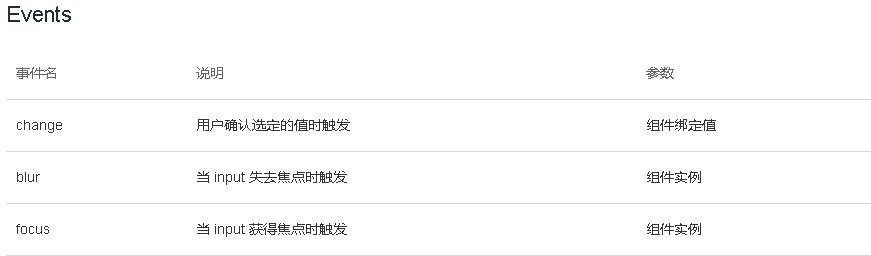 Events
事件名 说明 参数
change 用户确认选定的值时触发 组件绑定值
blur 当 input 失去焦点时触发 组件实例
focus 当 input 获得焦点时触发 组件实例